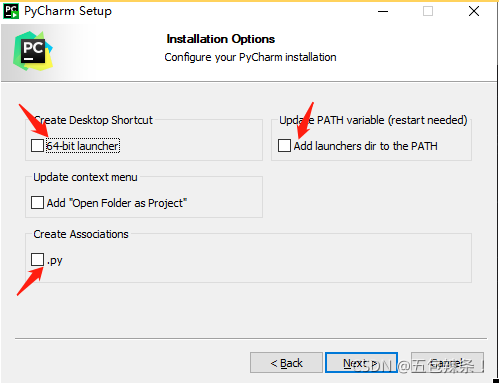 PyCharm Setup
PC
Installation Options
Configure your PyCharm installation
Create Desktop Shortcut
Update PATH variable (restart needed)
64-bit launcher
Add launchers dir to the PATH
Update context menu
Add "Open Folder as Project"
Create Associations
.py
< Back
Next >
Cancel
CSDN @五包辣条！